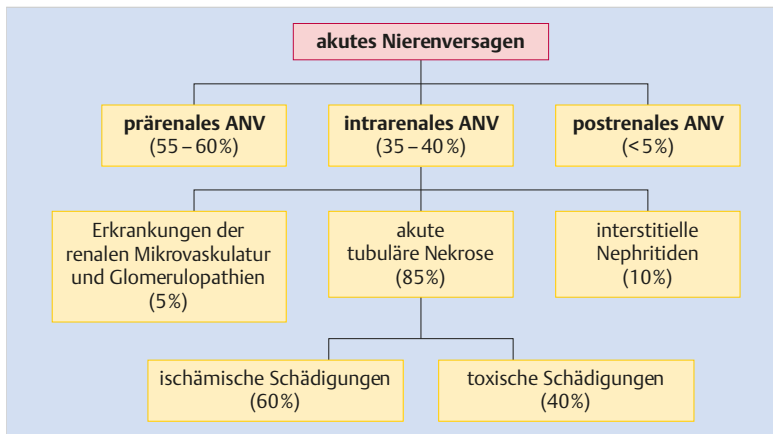 akutes Nierenversagen
prärenales ANV
(55 – 60 %)
intrarenales ANV
(35 – 40 %)
postrenales ANV
(< 5 %)
Erkrankungen der
renalen Mikrovaskulatur
und Glomerulopathien
(5 %)
akute
tubuläre Nekrose
(85 %)
interstitielle
Nephritiden
(10 %)
ischämische Schädigungen
(60 %)
toxische Schädigungen
(40 %)